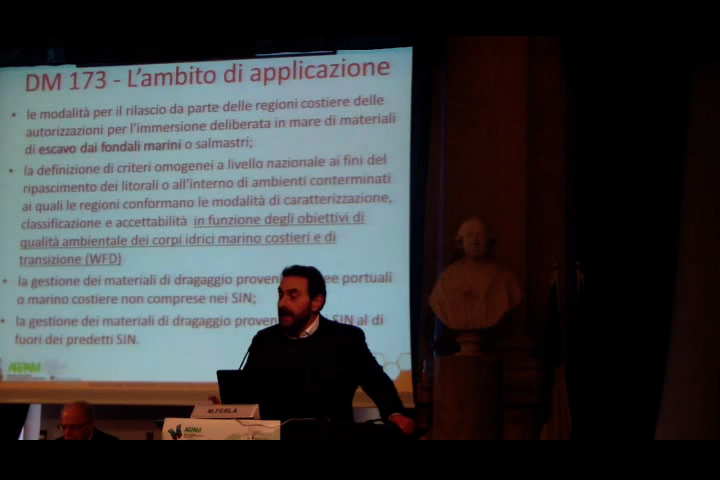 DM 173 - L'ambito di applicazione
• le modalità per il rilascio da parte delle regioni costiere delle
autorizzazioni per l'immersione deliberata in mare di materiali
di escavo dai fondali marini o salmastri;
• la definizione di criteri omogenei a livello nazionale ai fini del
ripascimento dei litorali o all'interno di ambienti conterminati
ai quali le regioni conformano le modalità di caratterizzazione,
classificazione e accettabilità in funzione degli obiettivi di
qualità ambientale dei corpi idrici marino costieri e di
transizione (WFD)
• la gestione dei materiali di dragaggio proven ee portuali
o marino costiere non comprese nei SIN;
• la gestione dei materiali di dragaggio proven SIN al di
fuori dei predetti SIN.
M.FERLA